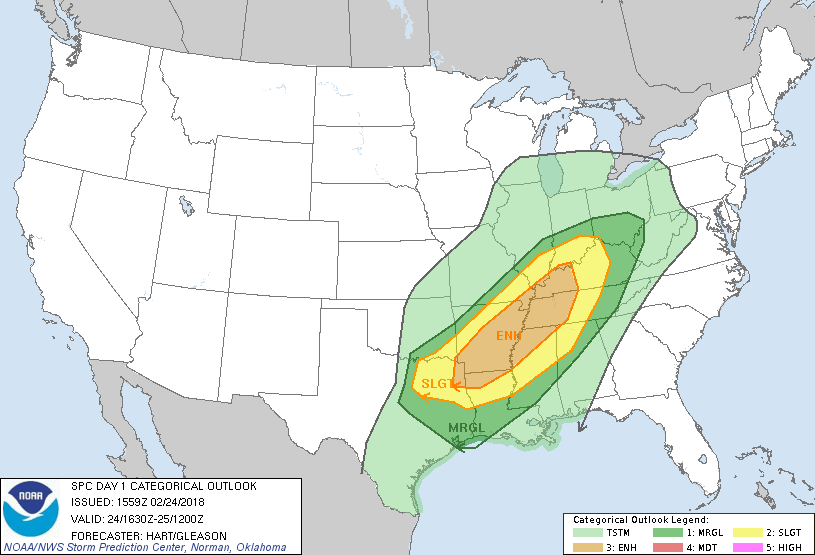 ENH
SLGT
MRGL
NOAA
SPC DAY 1 CATEGORICAL OUTLOOK
ISSUED: 1559Z 02/24/2018
VALID: 24/1630Z-25/1200Z
FORECASTER: HART/GLEASON
NOAA/NWS Storm Prediction Center, Norman, Oklahoma
Categorical Outlook Legend:
TSTM 1: MRGL 2: SLGT
3: ENH 4: MDT 5: HIGH